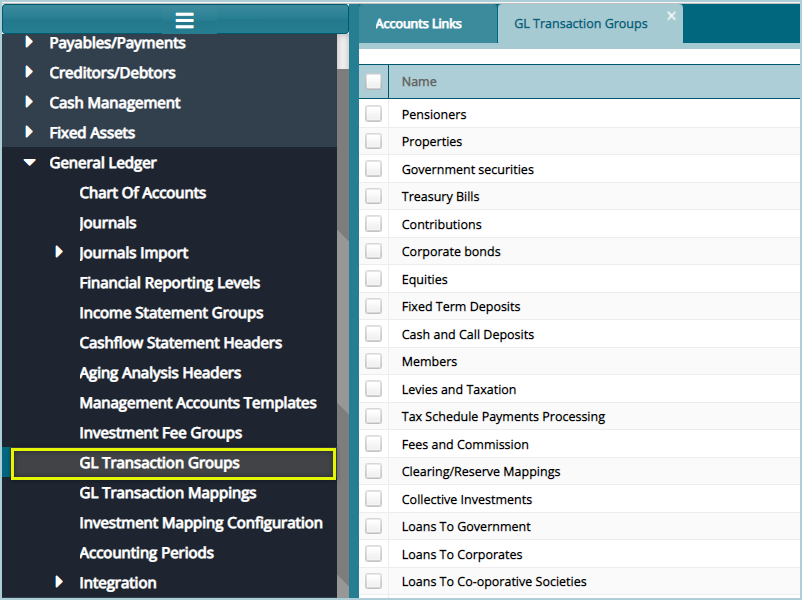 Payables/Payments
Creditors/Debtors
Cash Management
Fixed Assets
General Ledger
Chart Of Accounts
Journals
Journals Import
Financial Reporting Levels
Income Statement Groups
Cashflow Statement Headers
Aging Analysis Headers
Management Accounts Templates
Investment Fee Groups
GL Transaction Groups
GL Transaction Mappings
Investment Mapping Configuration
Accounting Periods
Integration
Accounts Links
GL Transaction Groups
Name
Pensioners
Properties
Government securities
Treasury Bills
Contributions
Corporate bonds
Equities
Fixed Term Deposits
Cash and Call Deposits
Members
Levies and Taxation
Tax Schedule Payments Processing
Fees and Commission
Clearing/Reserve Mappings
Collective Investments
Loans To Government
Loans To Corporates
Loans To Co-oporative Societies